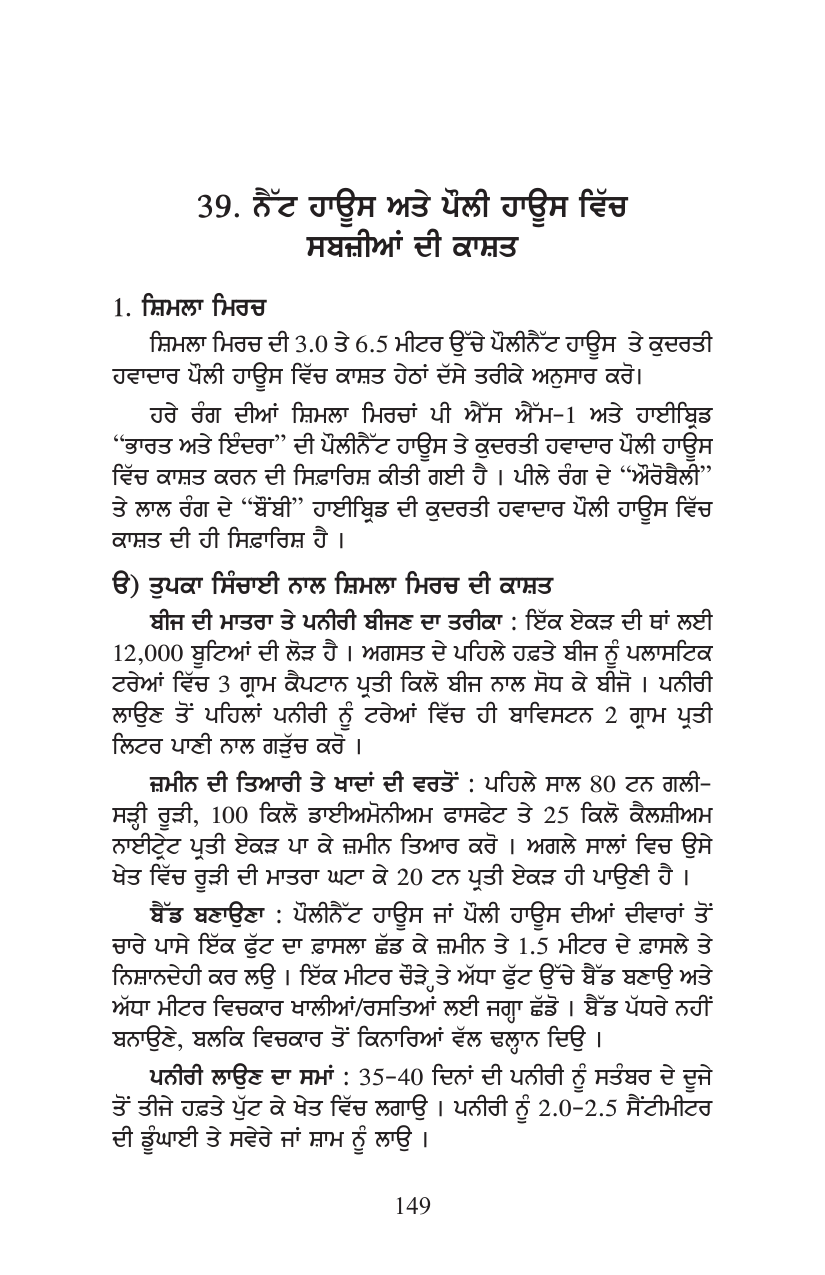 39. ਨੈੱਟ ਹਾਊਸ ਅਤੇ ਪੌਲੀ ਹਾਊਸ ਵਿੱਚ
ਸਬਜ਼ੀਆਂ ਦੀ ਕਾਸ਼ਤ
1. ਸ਼ਿਮਲਾ ਮਿਰਚ
ਸ਼ਿਮਲਾ ਮਿਰਚ ਦੀ 3.0 ਤੇ 6.5 ਮੀਟਰ ਉੱਚੇ ਪੌਲੀਨੈੱਟ ਹਾਊਸ ਤੇ ਕੁਦਰਤੀ
ਹਵਾਦਾਰ ਪੌਲੀ ਹਾਊਸ ਵਿੱਚ ਕਾਸ਼ਤ ਹੇਠਾਂ ਦੱਸੇ ਤਰੀਕੇ ਅਨੁਸਾਰ ਕਰੋ।
ਹਰੇ ਰੰਗ ਦੀਆਂ ਸ਼ਿਮਲਾ ਮਿਰਚਾਂ ਪੀ ਐੱਸ ਐੱਮ-1 ਅਤੇ ਹਾਈਬ੍ਰਿਡ
“ਭਾਰਤ ਅਤੇ ਇੰਦਰਾ” ਦੀ ਪੌਲੀਨੈੱਟ ਹਾਊਸ ਤੇ ਕੁਦਰਤੀ ਹਵਾਦਾਰ ਪੌਲੀ ਹਾਊਸ
ਵਿੱਚ ਕਾਸ਼ਤ ਕਰਨ ਦੀ ਸਿਫ਼ਾਰਿਸ਼ ਕੀਤੀ ਗਈ ਹੈ । ਪੀਲੇ ਰੰਗ ਦੇ “ਔਰੋਬੈਲੀ”
ਤੇ ਲਾਲ ਰੰਗ ਦੇ “ਬੌਂਬੀ” ਹਾਈਬ੍ਰਿਡ ਦੀ ਕੁਦਰਤੀ ਹਵਾਦਾਰ ਪੌਲੀ ਹਾਊਸ ਵਿੱਚ
ਕਾਸ਼ਤ ਦੀ ਹੀ ਸਿਫ਼ਾਰਿਸ਼ ਹੈ ।
ੳ) ਤੁਪਕਾ ਸਿੰਚਾਈ ਨਾਲ ਸ਼ਿਮਲਾ ਮਿਰਚ ਦੀ ਕਾਸ਼ਤ
ਬੀਜ ਦੀ ਮਾਤਰਾ ਤੇ ਪਨੀਰੀ ਬੀਜਣ ਦਾ ਤਰੀਕਾ : ਇੱਕ ਏਕੜ ਦੀ ਥਾਂ ਲਈ
12,000 ਬੂਟਿਆਂ ਦੀ ਲੋੜ ਹੈ । ਅਗਸਤ ਦੇ ਪਹਿਲੇ ਹਫ਼ਤੇ ਬੀਜ ਨੂੰ ਪਲਾਸਟਿਕ
ਟਰੇਆਂ ਵਿੱਚ 3 ਗ੍ਰਾਮ ਕੈਪਟਾਨ ਪ੍ਰਤੀ ਕਿਲੋ ਬੀਜ ਨਾਲ ਸੋਧ ਕੇ ਬੀਜੋ । ਪਨੀਰੀ
ਲਾਉਣ ਤੋਂ ਪਹਿਲਾਂ ਪਨੀਰੀ ਨੂੰ ਟਰੇਆਂ ਵਿੱਚ ਹੀ ਬਾਵਿਸਟਨ 2 ਗ੍ਰਾਮ ਪ੍ਰਤੀ
ਲਿਟਰ ਪਾਣੀ ਨਾਲ ਗੜੁੱਚ ਕਰੋ ।
ਜ਼ਮੀਨ ਦੀ ਤਿਆਰੀ ਤੇ ਖਾਦਾਂ ਦੀ ਵਰਤੋਂ : ਪਹਿਲੇ ਸਾਲ 80 ਟਨ ਗਲੀ-
ਸੜ੍ਹੀ ਰੂੜੀ, 100 ਕਿਲੋ ਡਾਈਅਮੋਨੀਅਮ ਫਾਸਫੇਟ ਤੇ 25 ਕਿਲੋ ਕੈਲਸ਼ੀਅਮ
ਨਾਈਟ੍ਰੇਟ ਪ੍ਰਤੀ ਏਕੜ ਪਾ ਕੇ ਜ਼ਮੀਨ ਤਿਆਰ ਕਰੋ । ਅਗਲੇ ਸਾਲਾਂ ਵਿਚ ਉਸੇ
ਖੇਤ ਵਿੱਚ ਰੂੜੀ ਦੀ ਮਾਤਰਾ ਘਟਾ ਕੇ 20 ਟਨ ਪ੍ਰਤੀ ਏਕੜ ਹੀ ਪਾਉਣੀ ਹੈ ।
ਬੈੱਡ ਬਣਾਉਣਾ : ਪੌਲੀਨੈੱਟ ਹਾਊਸ ਜਾਂ ਪੌਲੀ ਹਾਊਸ ਦੀਆਂ ਦੀਵਾਰਾਂ ਤੋਂ
ਚਾਰੇ ਪਾਸੇ ਇੱਕ ਫੁੱਟ ਦਾ ਫ਼ਾਸਲਾ ਛੱਡ ਕੇ ਜ਼ਮੀਨ ਤੇ 1.5 ਮੀਟਰ ਦੇ ਫ਼ਾਸਲੇ ਤੇ
ਨਿਸ਼ਾਨਦੇਹੀ ਕਰ ਲਉ । ਇੱਕ ਮੀਟਰ ਚੌੜ੍ਹੇ ਤੇ ਅੱਧਾ ਫੁੱਟ ਉੱਚੇ ਬੈੱਡ ਬਣਾਉ ਅਤੇ
ਅੱਧਾ ਮੀਟਰ ਵਿਚਕਾਰ ਖਾਲੀਆਂ/ਰਸਤਿਆਂ ਲਈ ਜਗ੍ਹਾ ਛੱਡੋ । ਬੈੱਡ ਪੱਧਰੇ ਨਹੀਂ
ਬਨਾਉਣੇ, ਬਲਕਿ ਵਿਚਕਾਰ ਤੋਂ ਕਿਨਾਰਿਆਂ ਵੱਲ ਢਲ੍ਹਾਨ ਦਿਉ ।
ਪਨੀਰੀ ਲਾਉਣ ਦਾ ਸਮਾਂ : 35-40 ਦਿਨਾਂ ਦੀ ਪਨੀਰੀ ਨੂੰ ਸਤੰਬਰ ਦੇ ਦੂਜੇ
ਤੋਂ ਤੀਜੇ ਹਫ਼ਤੇ ਪੁੱਟ ਕੇ ਖੇਤ ਵਿੱਚ ਲਗਾਉ । ਪਨੀਰੀ ਨੂੰ 2.0-2.5 ਸੈਂਟੀਮੀਟਰ
ਦੀ ਡੂੰਘਾਈ ਤੇ ਸਵੇਰੇ ਜਾਂ ਸ਼ਾਮ ਨੂੰ ਲਾਉ ।
149